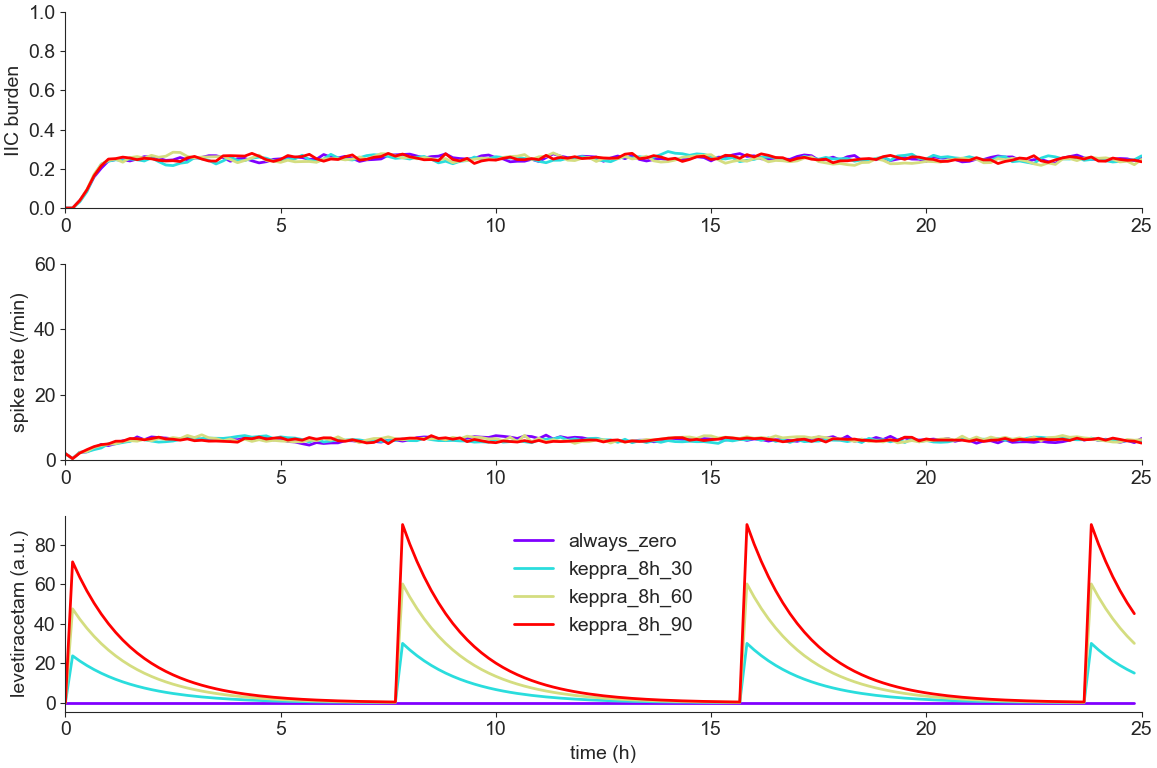 IIC burden
1.0
0.8
0.6
0.4
0.2
0.0
0 5 10 15 20 25
spike rate (/min)
60
40
20
0
0 5 10 15 20 25
levetiracetam (a.u.)
80
60
40
20
0
always_zero
keppra_8h_30
keppra_8h_60
keppra_8h_90
0 5 10 15 20 25
time (h)